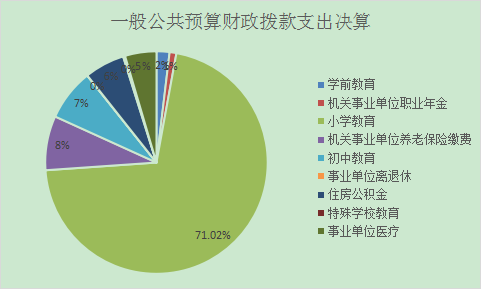 一般公共预算财政拨款支出决算
2%
71.02%
8%
7%
0%
5%
学前教育
机关事业单位职业年金
小学教育
机关事业单位养老保险缴费
初中教育
事业单位离退休
住房公积金
特殊学校教育
事业单位医疗